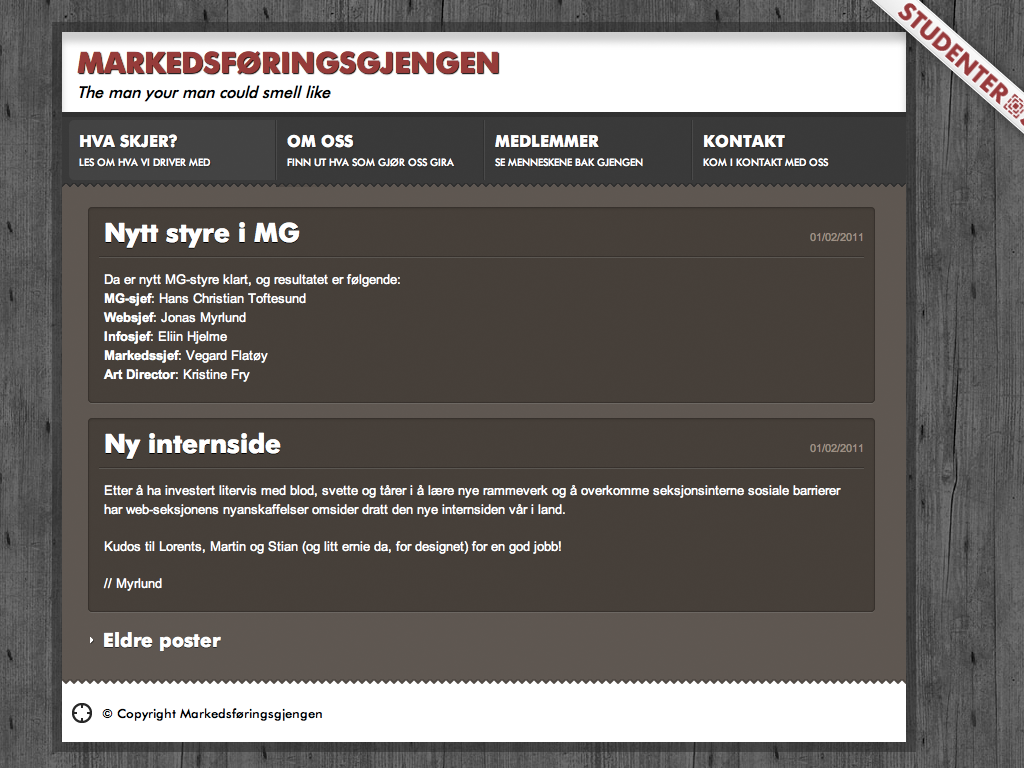 MARKEDSFØRINGSGJENGEN
The man your man could smell like
STUDENTER
HVA SKJER?
LES OM HVA VI DRIVER MED
OM OSS
FINN UT HVA SOM GJØR OSS GIRA
MEDLEMMER
SE MENNESKENE BAK GJENGEN
KONTAKT
KOM I KONTAKT MED OSS
Nytt styre i MG
01/02/2011
Da er nytt MG-styre klart, og resultatet er følgende:
MG-sjef: Hans Christian Toftesund
Websjef: Jonas Myrlund
Infosjef: Eliin Hjelme
Markedssjef: Vegard Flatøy
Art Director: Kristine Fry
Ny internside
01/02/2011
Etter å ha investert litervis med blod, svette og tårer i å lære nye rammeverk og å overkomme seksjonsinterne sosiale barrierer
har web-seksjonens nyanskaffelser omsider dratt den nye internsiden vår i land.
Kudos til Lorents, Martin og Stian (og litt ernie da, for designet) for en god jobb!
// Myrlund
Eldre poster
© Copyright Markedsføringsgjengen